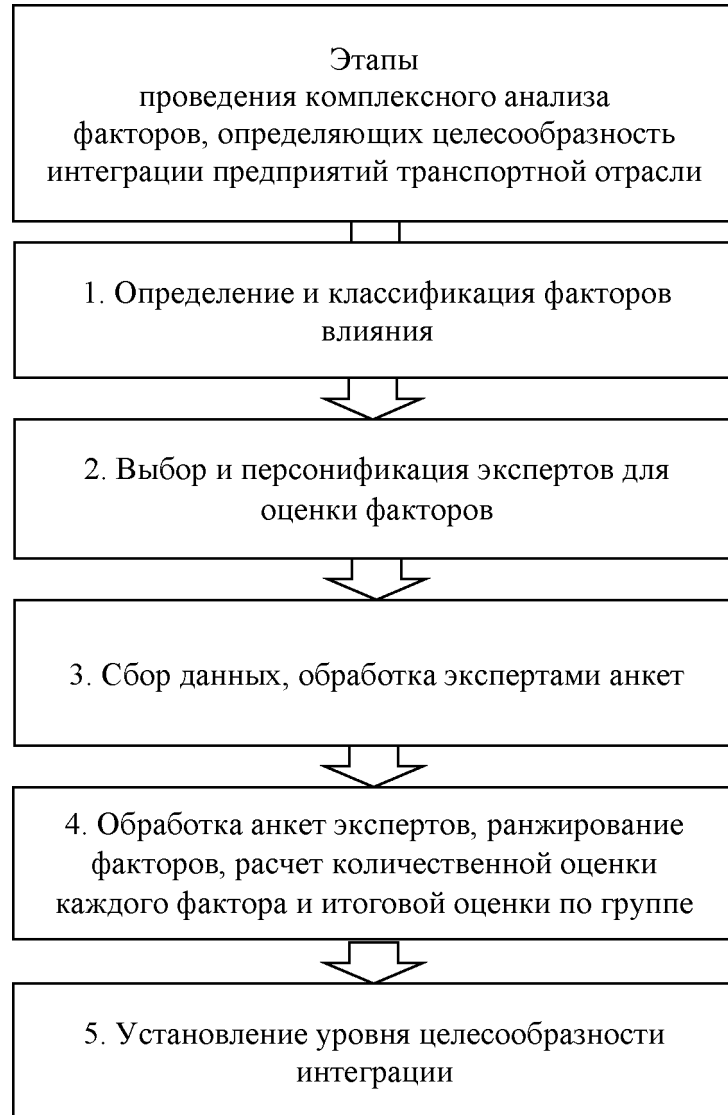 Этапы
проведения комплексного анализа
факторов, определяющих целесообразность
интеграции предприятий транспортной отрасли
1. Определение и классификация факторов
влияния
2. Выбор и персонификация экспертов для
оценки факторов
3. Сбор данных, обработка экспертами анкет
4. Обработка анкет экспертов, ранжирование
факторов, расчет количественной оценки
каждого фактора и итоговой оценки по группе
5. Установление уровня целесообразности
интеграции